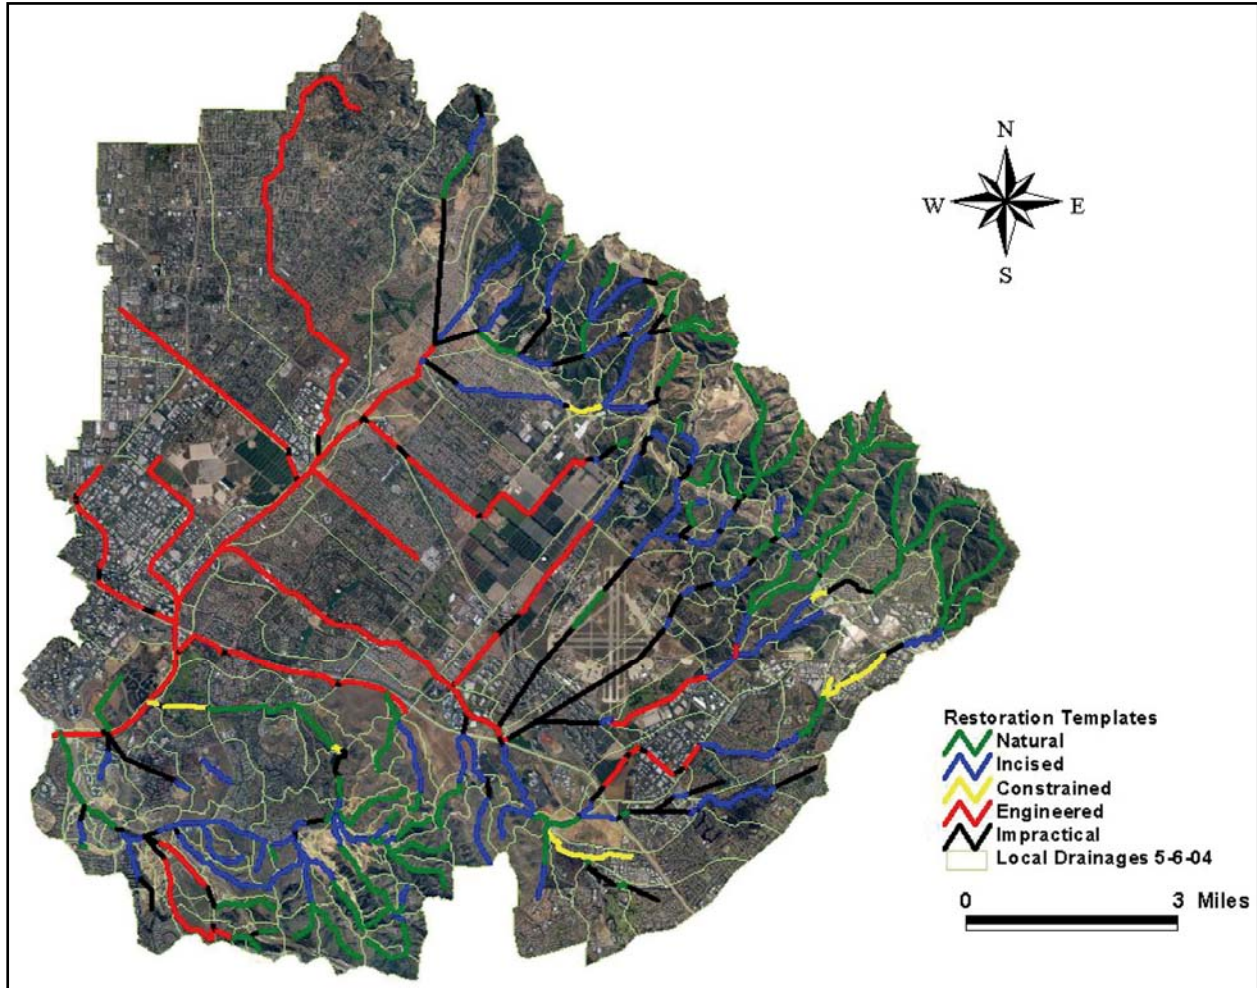 N
W E
S
Restoration Templates
Natural
Incised
Constrained
Engineered
Impractical
Local Drainages 5-6-04
0 3 Miles